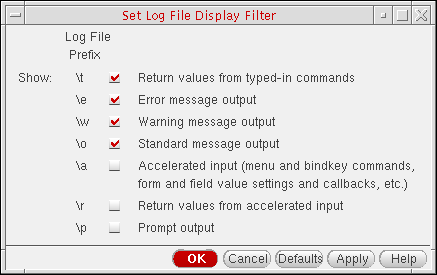 Set Log File Display Filter
Log File
Prefix
Show: \t Return values from typed-in commands
\e Error message output
\w Warning message output
\o Standard message output
\a Accelerated input (menu and bindkey commands,
form and field value settings and callbacks, etc.)
\r Return values from accelerated input
\p Prompt output
OK Cancel Defaults Apply Help